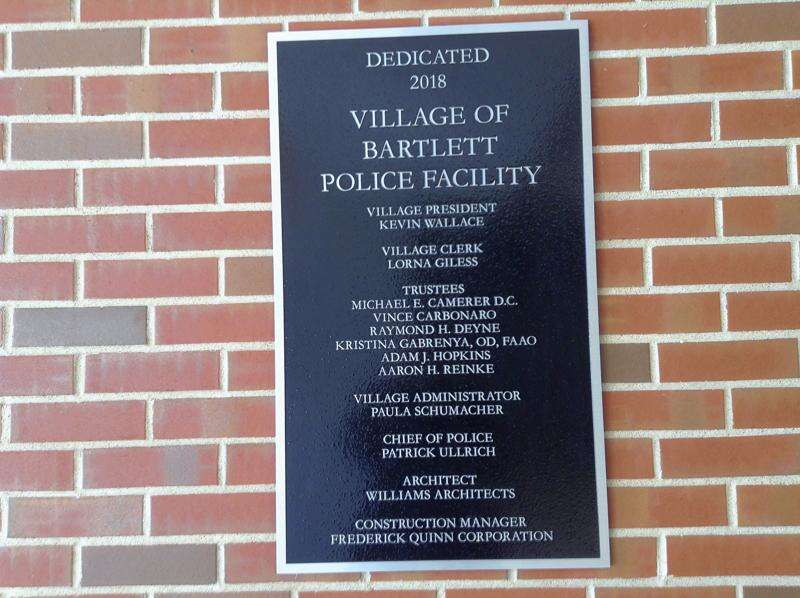 DEDICATED
2018
VILLAGE OF
BARTLETT
POLICE FACILITY
VILLAGE PRESIDENT
KEVIN WALLACE
VILLAGE CLERK
LORNA GILESS
TRUSTEES
MICHAEL E. CAMERER D.C.
VINCE CARBONARO
RAYMOND H. DEYNE
KRISTINA GABRENYA, OD, FAAO
ADAM J. HOPKINS
AARON H. REINKE
VILLAGE ADMINISTRATOR
PAULA SCHUMACHER
CHIEF OF POLICE
PATRICK ULLRICH
ARCHITECT
WILLIAMS ARCHITECTS
CONSTRUCTION MANAGER
FREDERICK QUINN CORPORATION